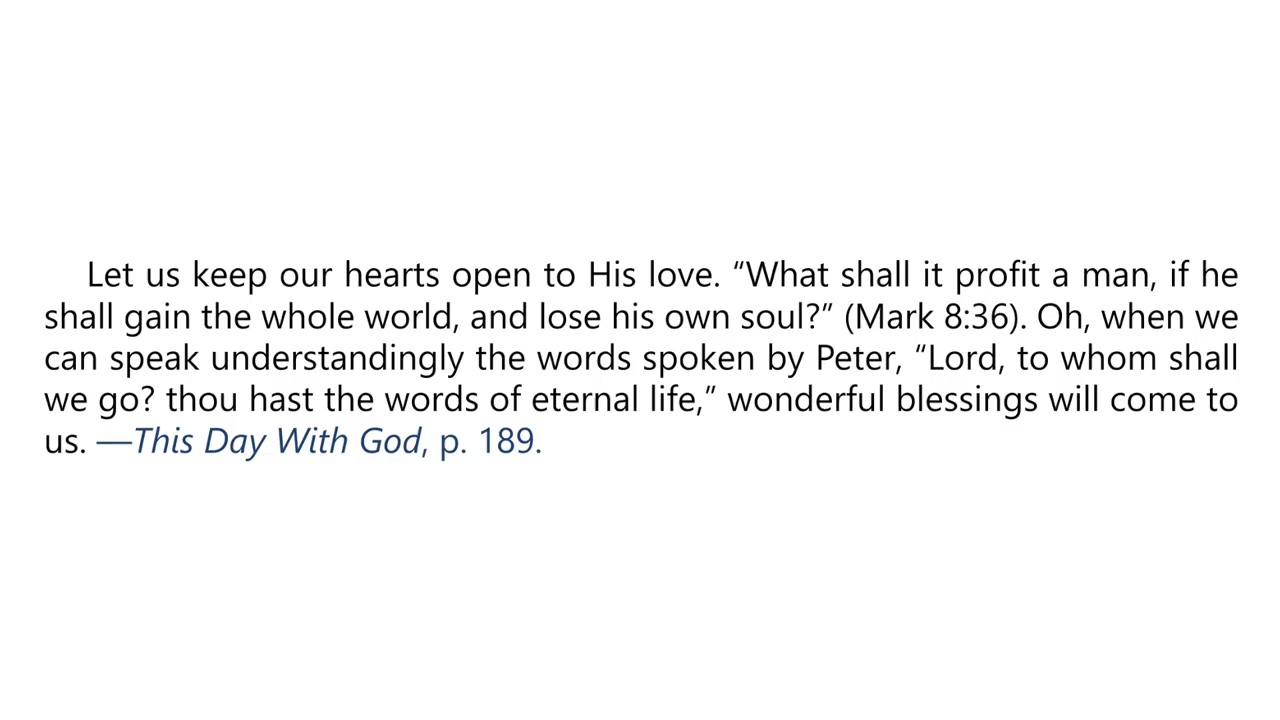 Let us keep our hearts open to His love. “What shall it profit a man, if he
shall gain the whole world, and lose his own soul?” (Mark 8:36). Oh, when we
can speak understandingly the words spoken by Peter, “Lord, to whom shall
we go? thou hast the words of eternal life,” wonderful blessings will come to
us. —This Day With God, p. 189.